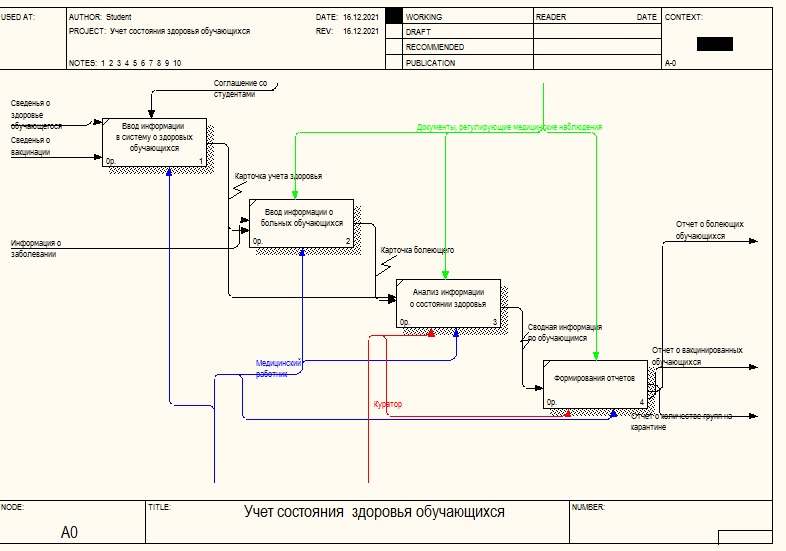 USED AT:
AUTHOR: Student
DATE: 16.12.2021
WORKING
READER
DATE
CONTEXT:
PROJECT: Учет состояния здоровья обучающихся
REV: 16.12.2021
DRAFT
RECOMMENDED
NOTES: 1 2 3 4 5 6 7 8 9 10
PUBLICATION
A-0
Соглашение со
студентами
Сведенья о
здоровье
обучающегося
Сведенья о
вакцинации
Ввод информации
в систему о здоровых
обучающихся
0р.
1
Документы, регулирующие медицинские наблюдения
Карточка учета здоровья
Ввод информации о
больных обучающихся
0р.
2
Информация о
заболевании
Карточка болеющего
Отчет о болеющих
обучающихся
Анализ информации
о состоянии здоровья
0р.
3
Сводная информация
по обучающимся
Отчет о вакцинированных
обучающихся
Медицинский
работник
Формирования отчетов
0р.
4
Куратор
Отчет о количестве групп на
карантине
NODE:
TITLE:
NUMBER:
A0
Учет состояния здоровья обучающихся